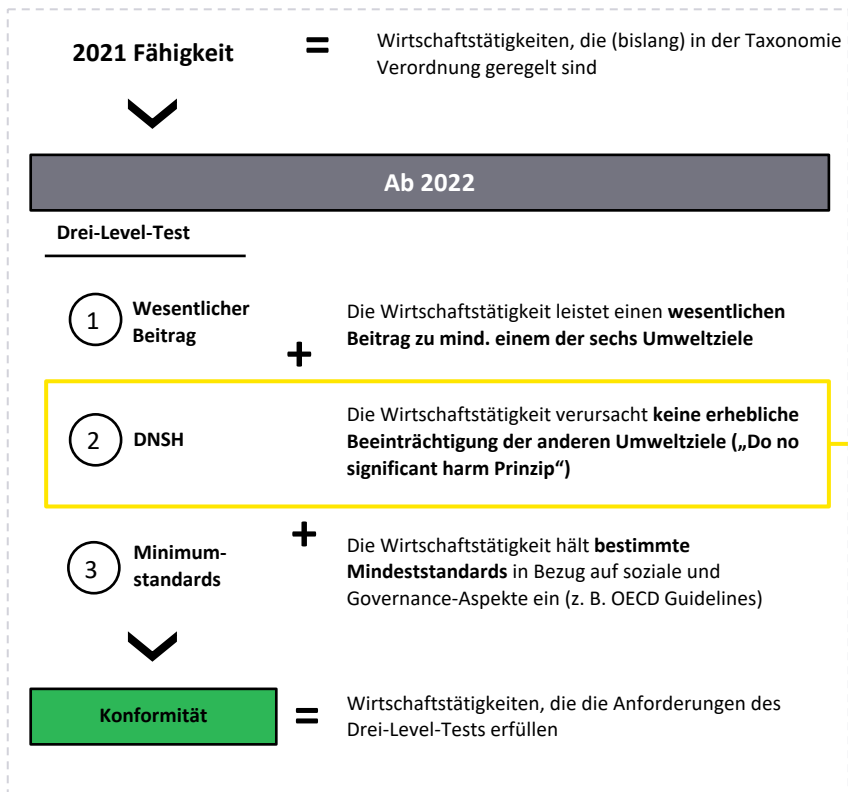 2021 Fähigkeit
=
Wirtschaftstätigkeiten, die (bislang) in der Taxonomie
Verordnung geregelt sind
Ab 2022
Drei-Level-Test
1
Wesentlicher
Beitrag
Die Wirtschaftstätigkeit leistet einen wesentlichen
Beitrag zu mind. einem der sechs Umweltziele
+
2
DNSH
Die Wirtschaftstätigkeit verursacht keine erhebliche
Beeinträchtigung der anderen Umweltziele („Do no
significant harm Prinzip“)
+
3
Minimum-
standards
Die Wirtschaftstätigkeit hält bestimmte
Mindeststandards in Bezug auf soziale und
Governance-Aspekte ein (z. B. OECD Guidelines)
Konformität
=
Wirtschaftstätigkeiten, die die Anforderungen des
Drei-Level-Tests erfüllen